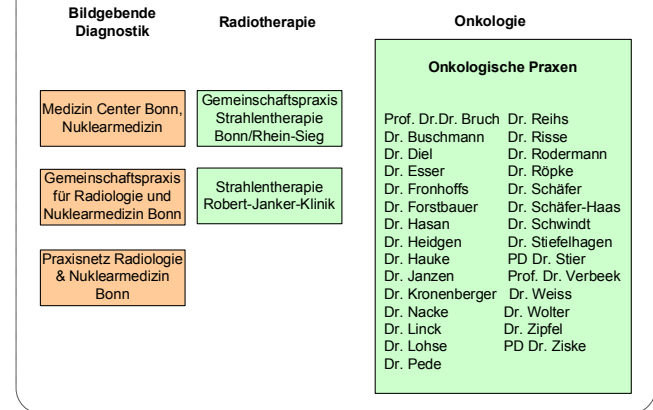 Bildgebende
Diagnostik
Radiotherapie
Onkologie
Medizin Center Bonn,
Nuklearmedizin
Gemeinschaftspraxis
für Radiologie und
Nuklearmedizin Bonn
Praxisnetz Radiologie
& Nuklearmedizin
Bonn
Gemeinschaftspraxis
Strahlentherapie
Bonn/Rhein-Sieg
Strahlentherapie
Robert-Janker-Klinik
Onkologische Praxen
Prof. Dr.Dr. Bruch
Dr. Buschmann
Dr. Diel
Dr. Esser
Dr. Fronhoffs
Dr. Forstbauer
Dr. Hasan
Dr. Heidgen
Dr. Hauke
Dr. Janzen
Dr. Kronenberger
Dr. Nacke
Dr. Linck
Dr. Lohse
Dr. Pede
Dr. Reihs
Dr. Risse
Dr. Rodermann
Dr. Röpke
Dr. Schäfer
Dr. Schäfer-Haas
Dr. Schwindt
Dr. Stiefelhagen
PD Dr. Stier
Prof. Dr. Verbeek
Dr. Weiss
Dr. Wolter
Dr. Zipfel
PD Dr. Ziske